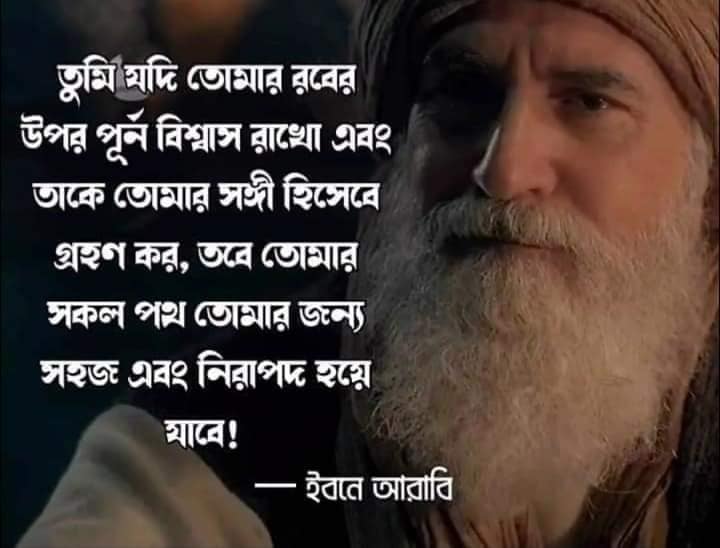 তুমি যদি তোমার রবের
উপর পূর্ন বিশ্বাস রাখো এবং
তাকে তোমার সঙ্গী হিসেবে
গ্রহণ কর, তবে তোমার
সকল পথ তোমার জন্য
সহজ এবং নিরাপদ হয়ে
যাবে!
— ইবনে আরাবি